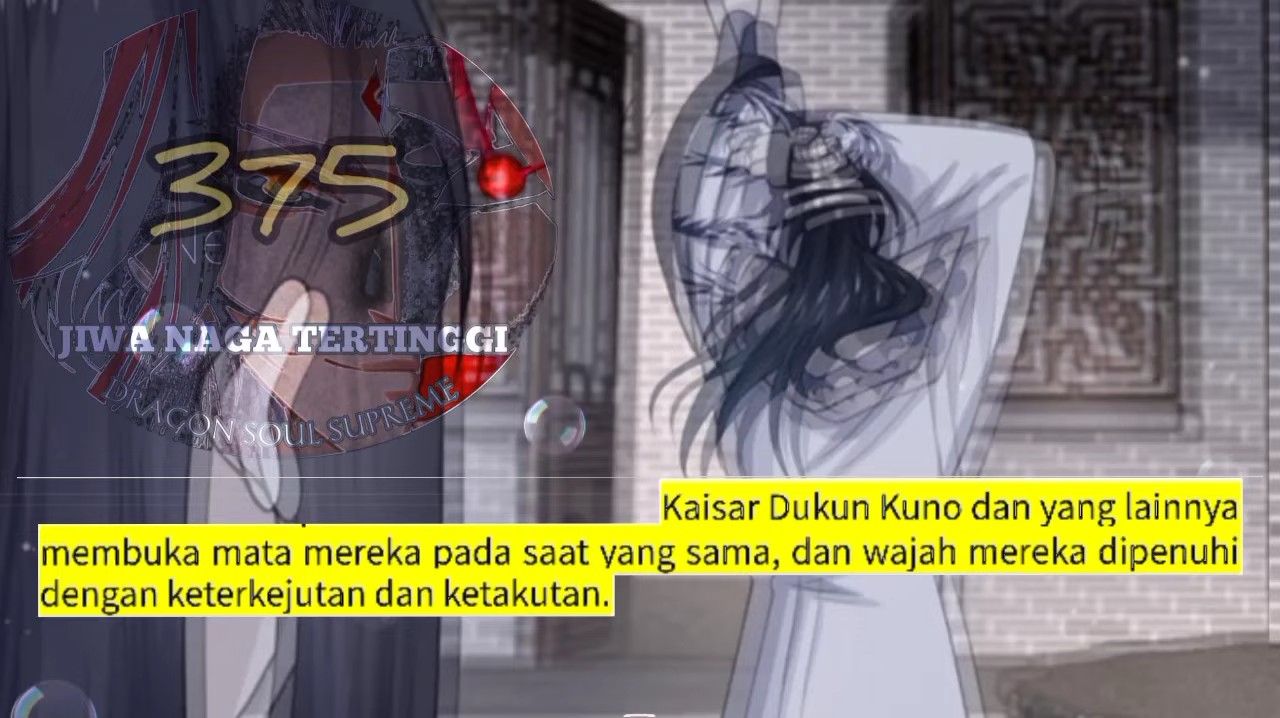 375
JIWA NAGA TERTINGGI
DRAGON SOUL SUPREME
Kaisar Dukun Kuno dan yang lainnya
membuka mata mereka pada saat yang sama, dan wajah mereka dipenuhi
dengan keterkejutan dan ketakutan.